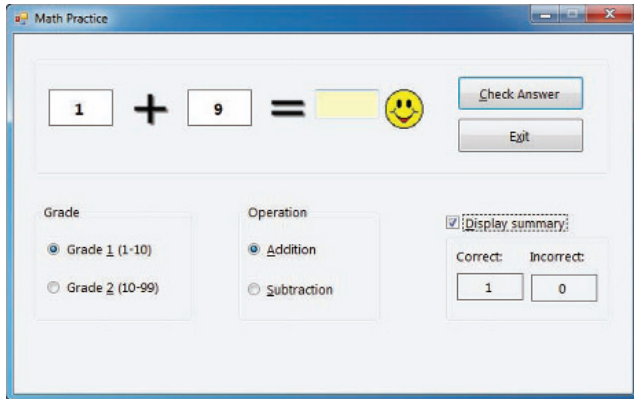 Math Practice
1 + 9 =
Check Answer
Exit
Grade
Grade 1 (1-10)
Grade 2 (10-99)
Operation
Addition
Subtraction
Display summary
Correct: Incorrect:
1 0